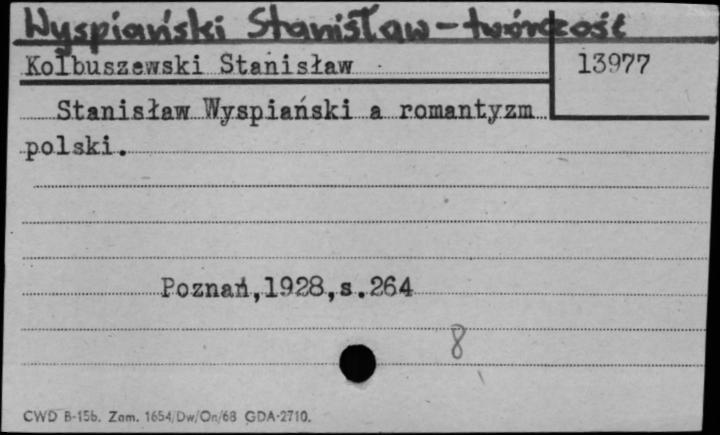 Wyspiański Stanisław – twórczość
Kolbuszewski Stanisław
13977
Stanisław Wyspiański a romantyzm
polski.
Poznań,1928,s.264
8
CWD B-15b. Zam. 1654/Dw/On/68 GDA-2710.